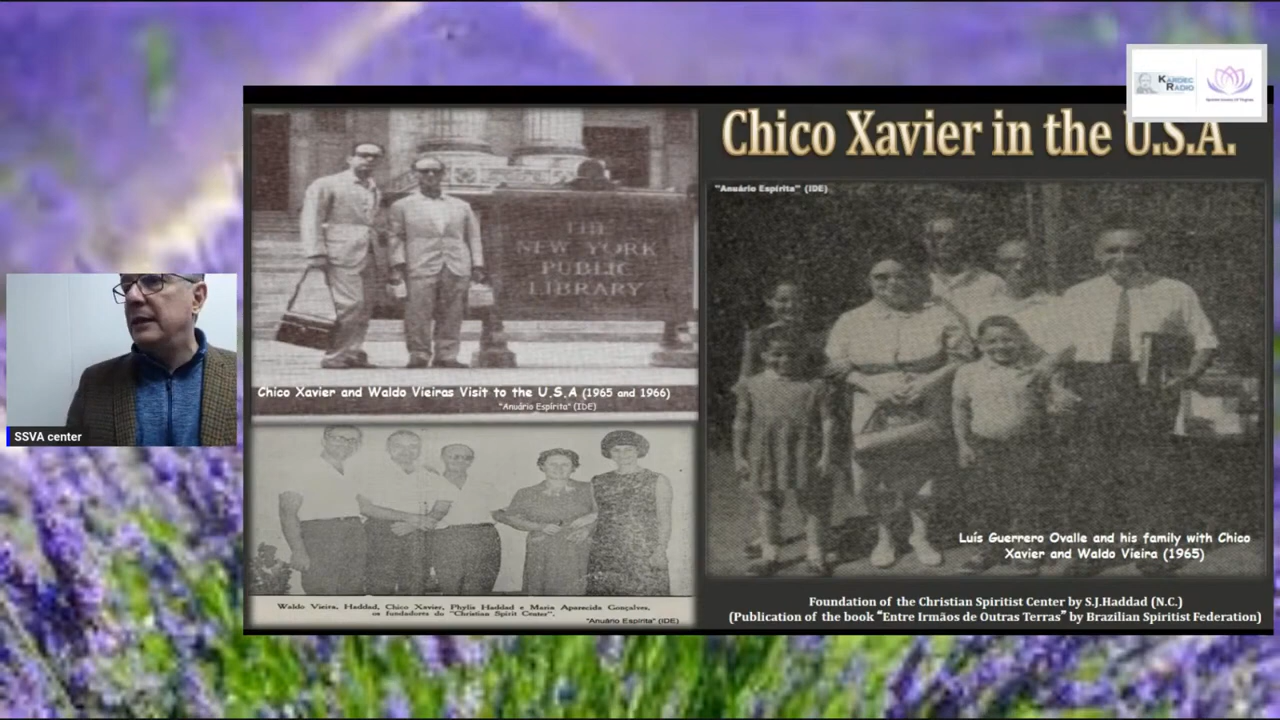 KARDEC
RADIO
Chico Xavier in the U.S.A.
"Anuário Espírita" (IDE)
THE
NEW YORK
PUBLIC
LIBRARY
Chico Xavier and Waldo Vieiras Visit to the U.S.A (1965 and 1966)
"Anuário Espírita" (IDE)
SSVA center
Waldo Vieira, Haddad, Chico Xavier, Phylis Haddad e Maria Aparecida Gonçalves,
os fundadores do "Christian Spirit Center".
"Anuário Espírita" (IDE)
Luís Guerrero Ovalle and his family with Chico
Xavier and Waldo Vieira (1965)
Foundation of the Christian Spiritist Center by S.J.Haddad (N.C.)
(Publication of the book "Entre Irmãos de Outras Terras" by Brazilian Spiritist Federation)